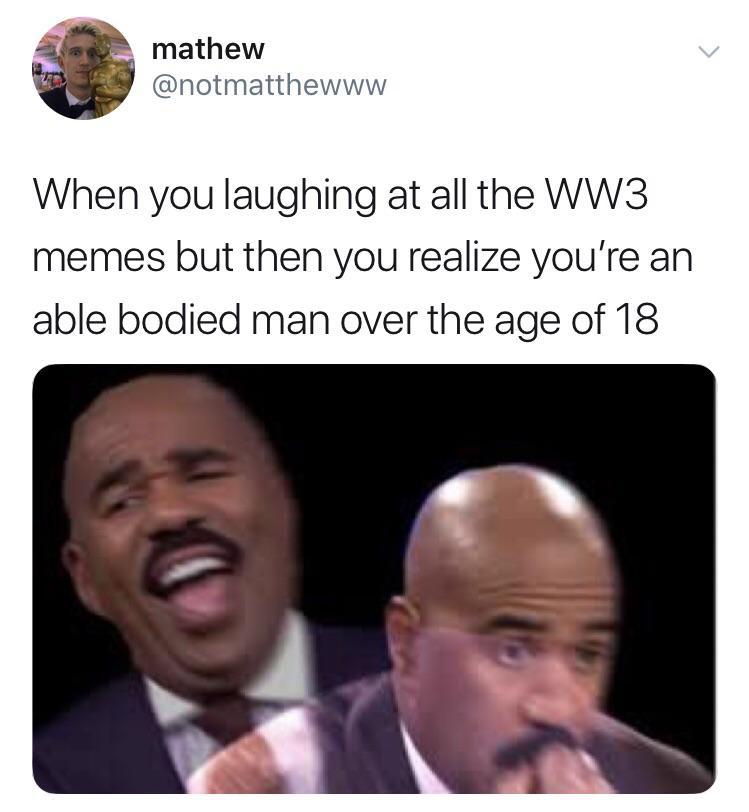 mathew
@notmatthewww
When you laughing at all the WW3
memes but then you realize you're an
able bodied man over the age of 18